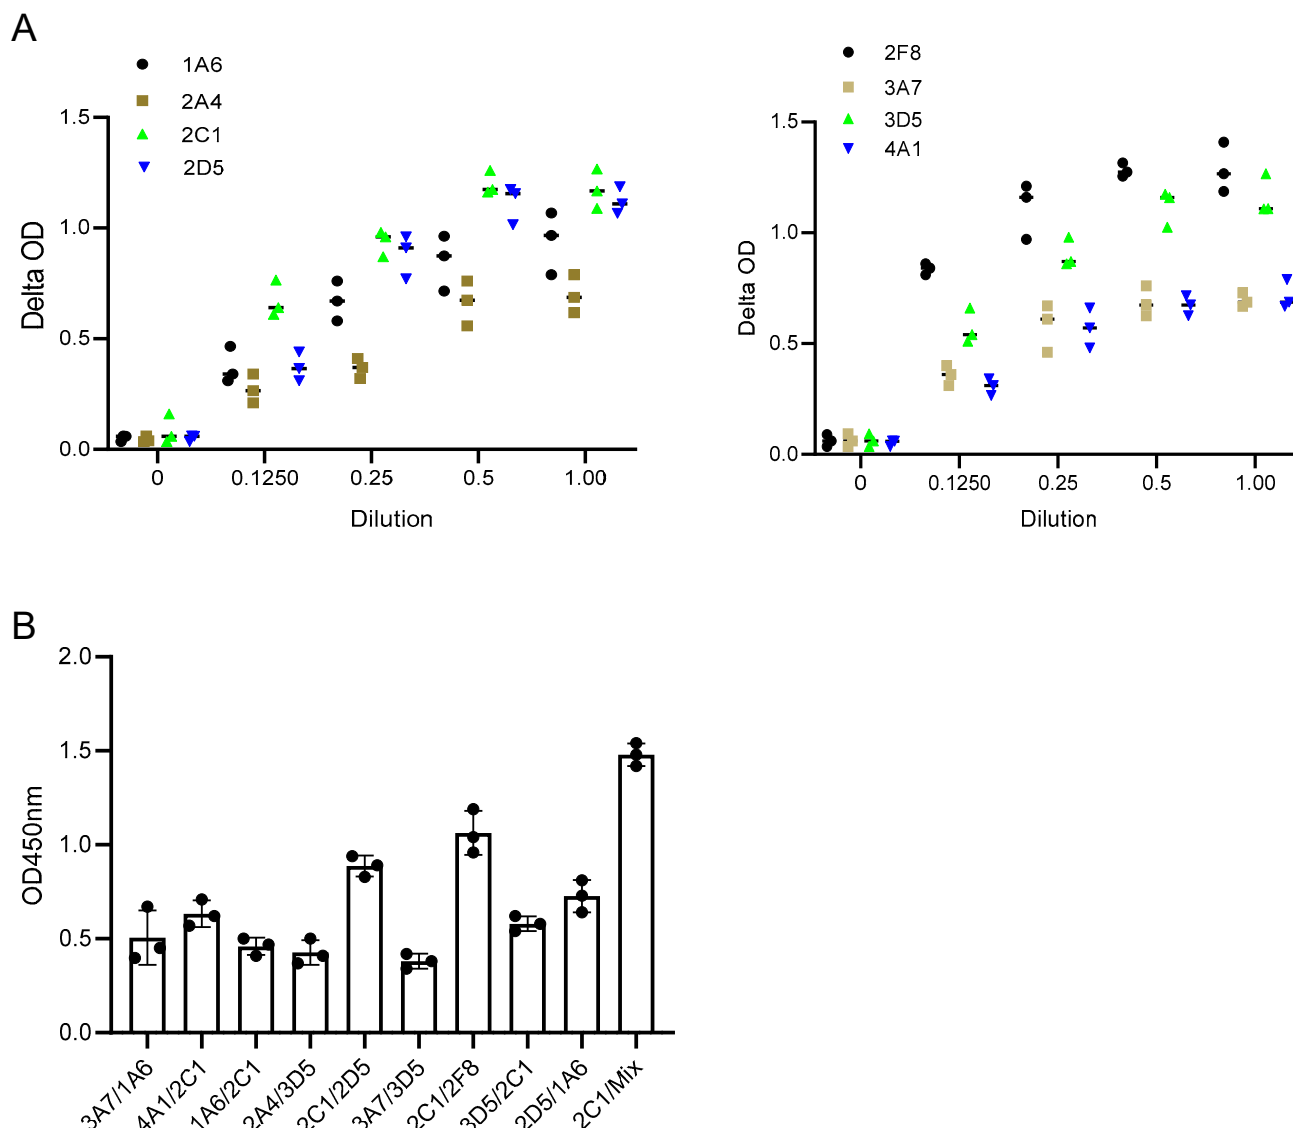 A
1A6
2A4
2C1
2D5
1.5
1.0
0.5
0.0
Delta OD
0 0.1250 0.25 0.5 1.00
Dilution
2F8
3A7
3D5
4A1
1.5
1.0
0.5
0.0
Delta OD
0 0.1250 0.25 0.5 1.00
Dilution
B
2.0
1.5
1.0
0.5
0.0
OD450nm
3A7/1A6
4A1/2C1
1A6/2C1
2A4/3D5
2C1/2D5
3A7/3D5
2C1/2F8
3D5/2C1
2D5/1A6
2C1/Mix